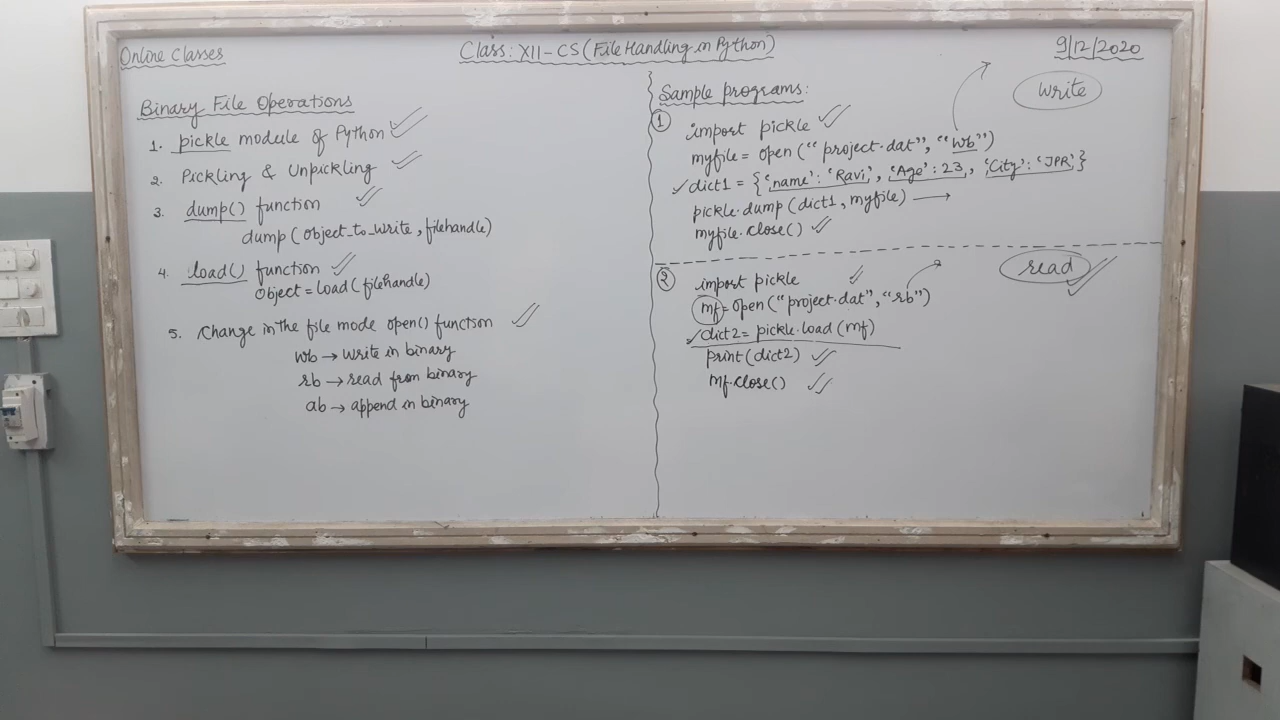 Online Classes
Class: XII-CS (File Handling in Python)
9/12/2020
Binary File Operations
1. pickle module of Python
2. Pickling & Unpickling
3. dump() function
dump(object_to_write, filehandle)
4. load() function
object = load(filehandle)
5. Change in the file mode open() function
wb → write in binary
rb → read from binary
ab → append in binary
Sample programs:
write
1
import pickle
myfile = open("project.dat", "wb")
dict1 = {'name': 'Ravi', 'Age': 23, 'City': 'JPR'}
pickle.dump(dict1, myfile) →
myfile.close()
2
read
import pickle
mf = open("project.dat", "rb")
dict2 = pickle.load(mf)
print(dict2)
mf.close()